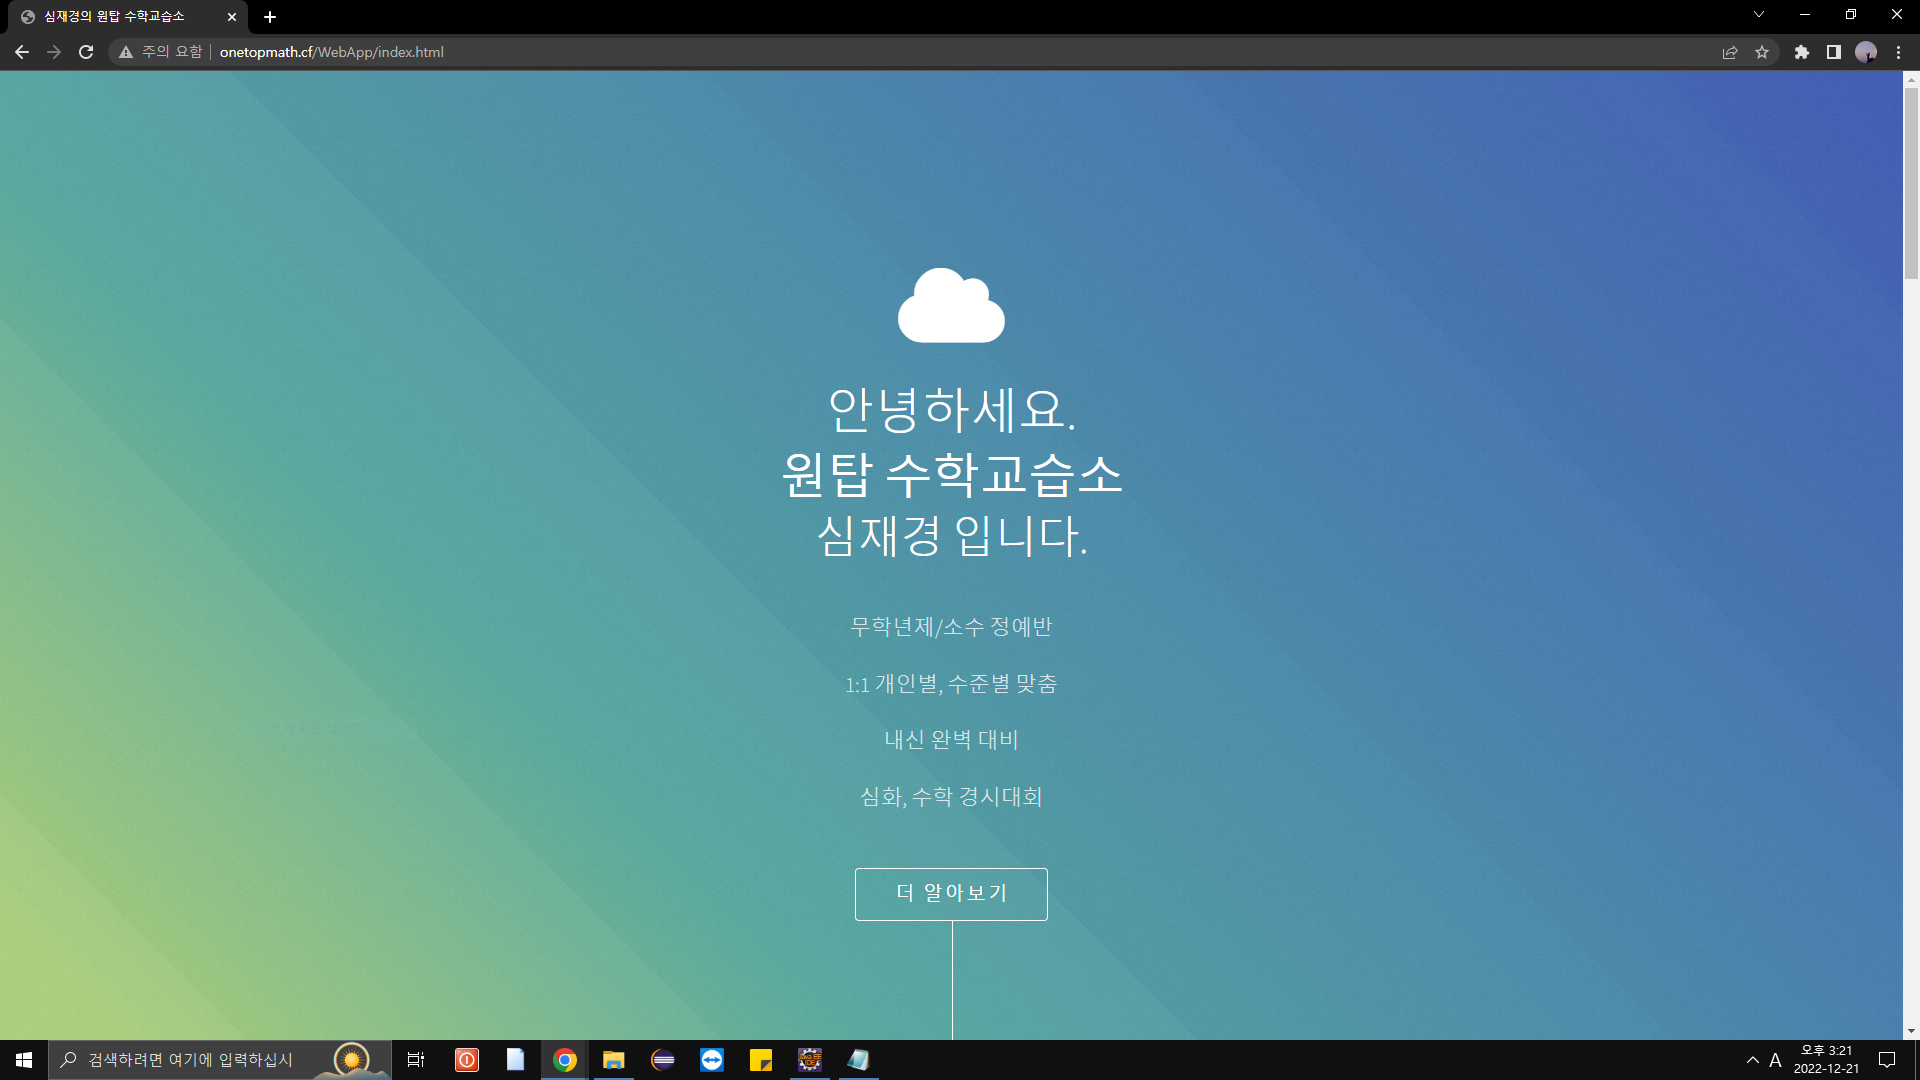 심재경의 원탑 수학교습소
주의 요함
onetopmath.cf/WebApp/index.html
안녕하세요.
원탑 수학교습소
심재경 입니다.
무학년제/소수 정예반
1:1 개인별, 수준별 맞춤
내신 완벽 대비
심화, 수학 경시대회
더 알아보기
검색하려면 여기에 입력하십시
A
오후 3:21
2022-12-21